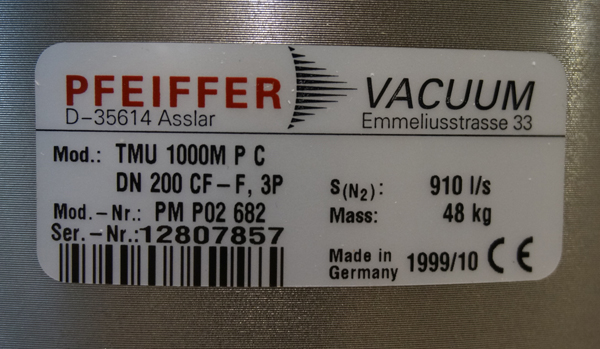 PFEIFFER VACUUM
D-35614 Asslar Emmeliusstrasse 33
Mod.: TMU 1000M P C
DN 200 CF-F, 3P
Mod.-Nr.: PM P02 682
Ser.-Nr.:12807857
S(N2): 910 l/s
Mass: 48 kg
Made in
Germany 1999/10 CE